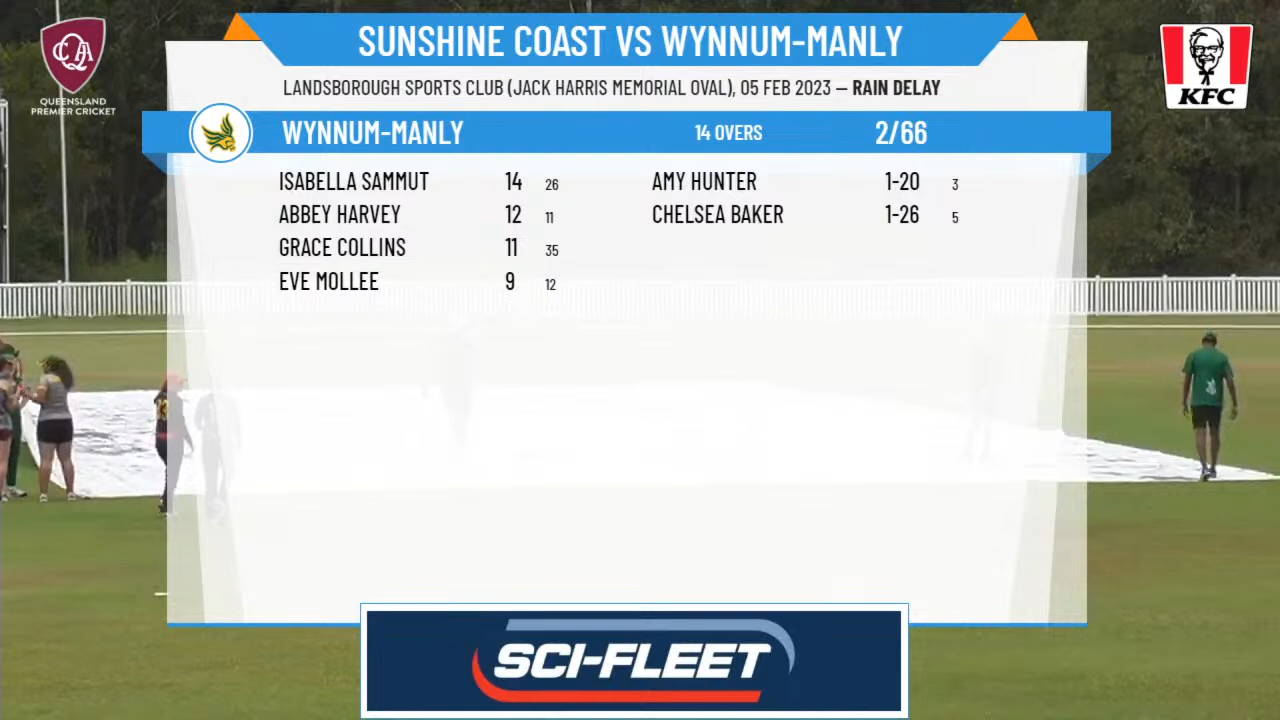 SUNSHINE COAST VS WYNNUM-MANLY
LANDSBOROUGH SPORTS CLUB (JACK HARRIS MEMORIAL OVAL), 05 FEB 2023 – RAIN DELAY
QUEENSLAND
PREMIER CRICKET
KFC
WYNNUM-MANLY 14 OVERS 2/66
ISABELLA SAMMUT 14 26 AMY HUNTER 1-20 3
ABBEY HARVEY 12 11 CHELSEA BAKER 1-26 5
GRACE COLLINS 11 35
EVE MOLLEE 9 12
SCI-FLEET